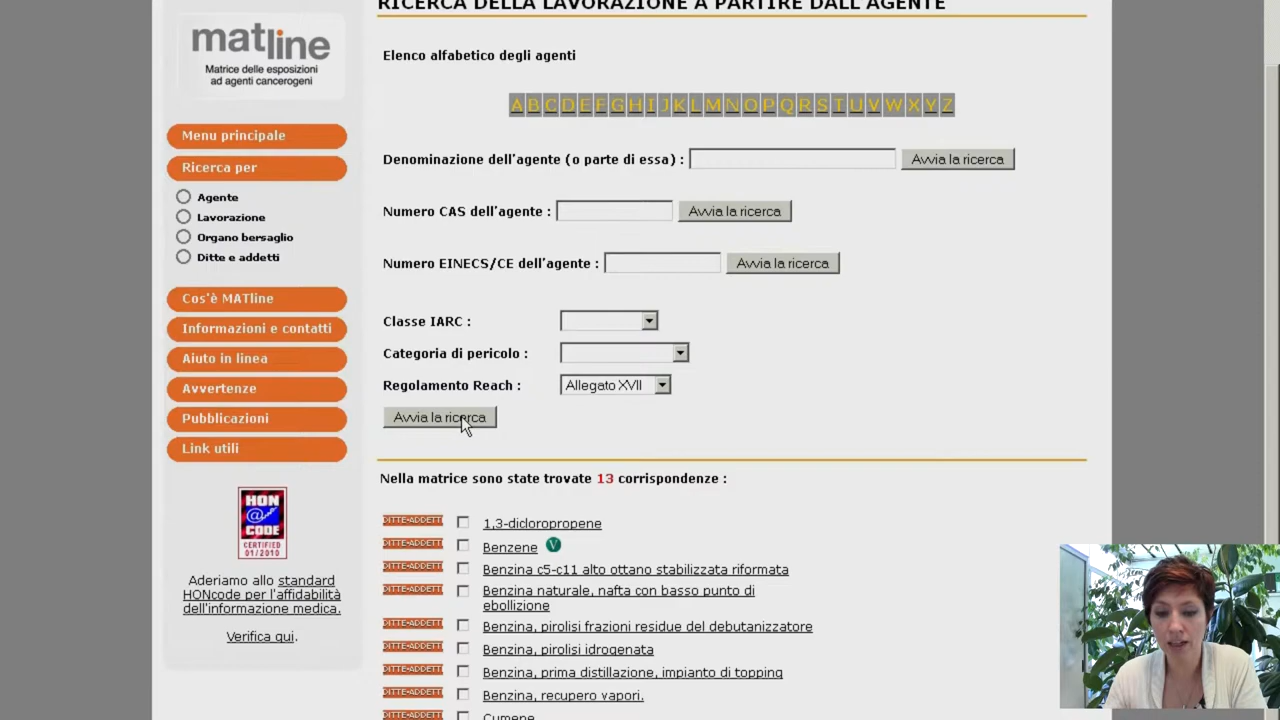 RICERCA DELLA LAVORAZIONE A PARTIRE DALL'AGENTE
matline
Matrice delle esposizioni
ad agenti cancerogeni
Menu principale
Ricerca per
Agente
Lavorazione
Organo bersaglio
Ditte e addetti
Cos'è MATline
Informazioni e contatti
Aiuto in linea
Avvertenze
Pubblicazioni
Link utili
HON
@
CODE
CERTIFIED
01/2010
Aderiamo allo standard
HONcode per l'affidabilità
dell'informazione medica.
Verifica qui.
Elenco alfabetico degli agenti
A B C D E F G H I J K L M N O P Q R S T U V W X Y Z
Denominazione dell'agente (o parte di essa) : Avvia la ricerca
Numero CAS dell'agente : Avvia la ricerca
Numero EINECS/CE dell'agente : Avvia la ricerca
Classe IARC :
Categoria di pericolo :
Regolamento Reach : Allegato XVII
Avvia la ricerca
Nella matrice sono state trovate 13 corrispondenze :
DITTE-ADDETTI 1,3-dicloropropene
DITTE-ADDETTI Benzene V
DITTE-ADDETTI Benzina c5-c11 alto ottano stabilizzata riformata
DITTE-ADDETTI Benzina naturale, nafta con basso punto di
ebollizione
DITTE-ADDETTI Benzina, pirolisi frazioni residue del debutanizzatore
DITTE-ADDETTI Benzina, pirolisi idrogenata
DITTE-ADDETTI Benzina, prima distillazione, impianto di topping
DITTE-ADDETTI Benzina, recupero vapori.
DITTE-ADDETTI Cumene